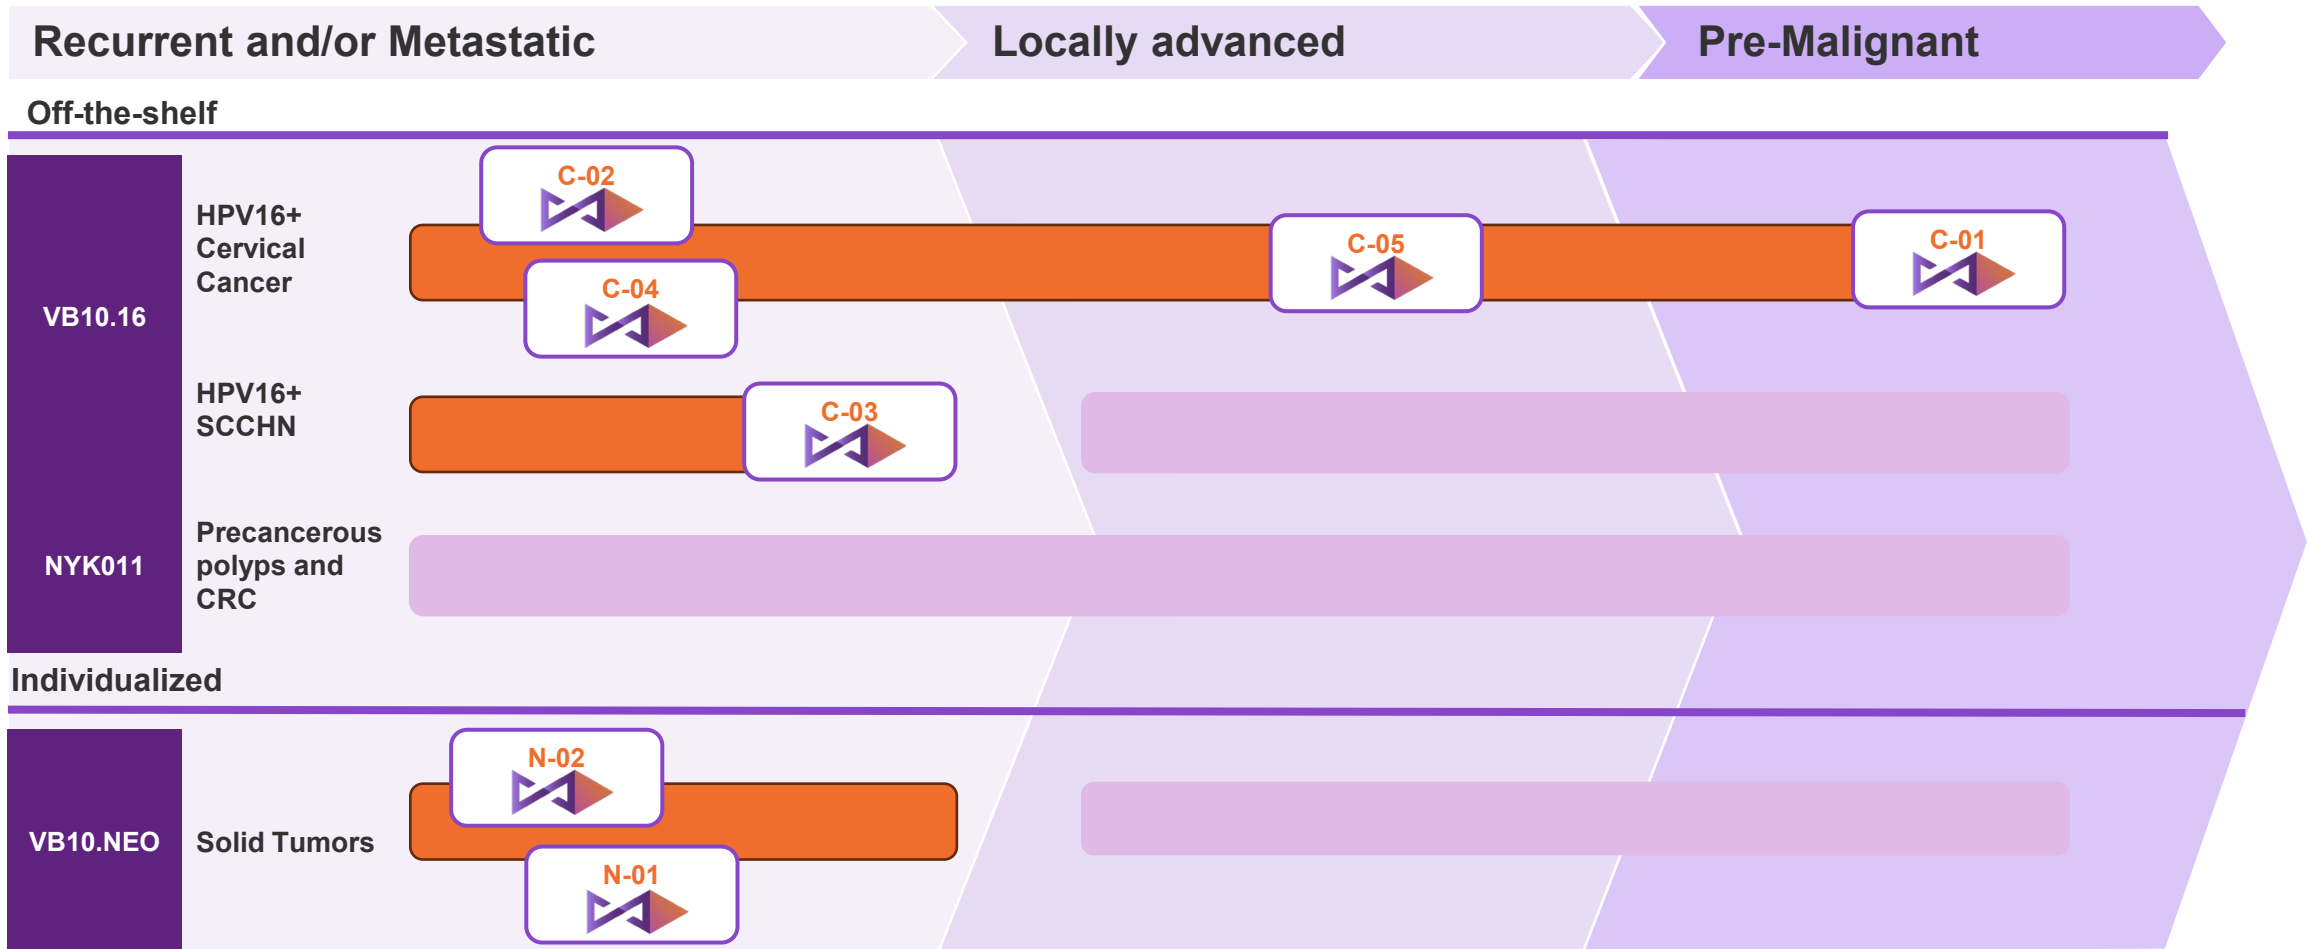 Recurrent and/or Metastatic
Locally advanced
Pre-Malignant
Off-the-shelf
VB10.16
HPV16+
Cervical
Cancer
C-02
C-04
C-05
C-01
HPV16+
SCCHN
C-03
NYK011
Precancerous
polyps and
CRC
Individualized
VB10.NEO
Solid Tumors
N-02
N-01